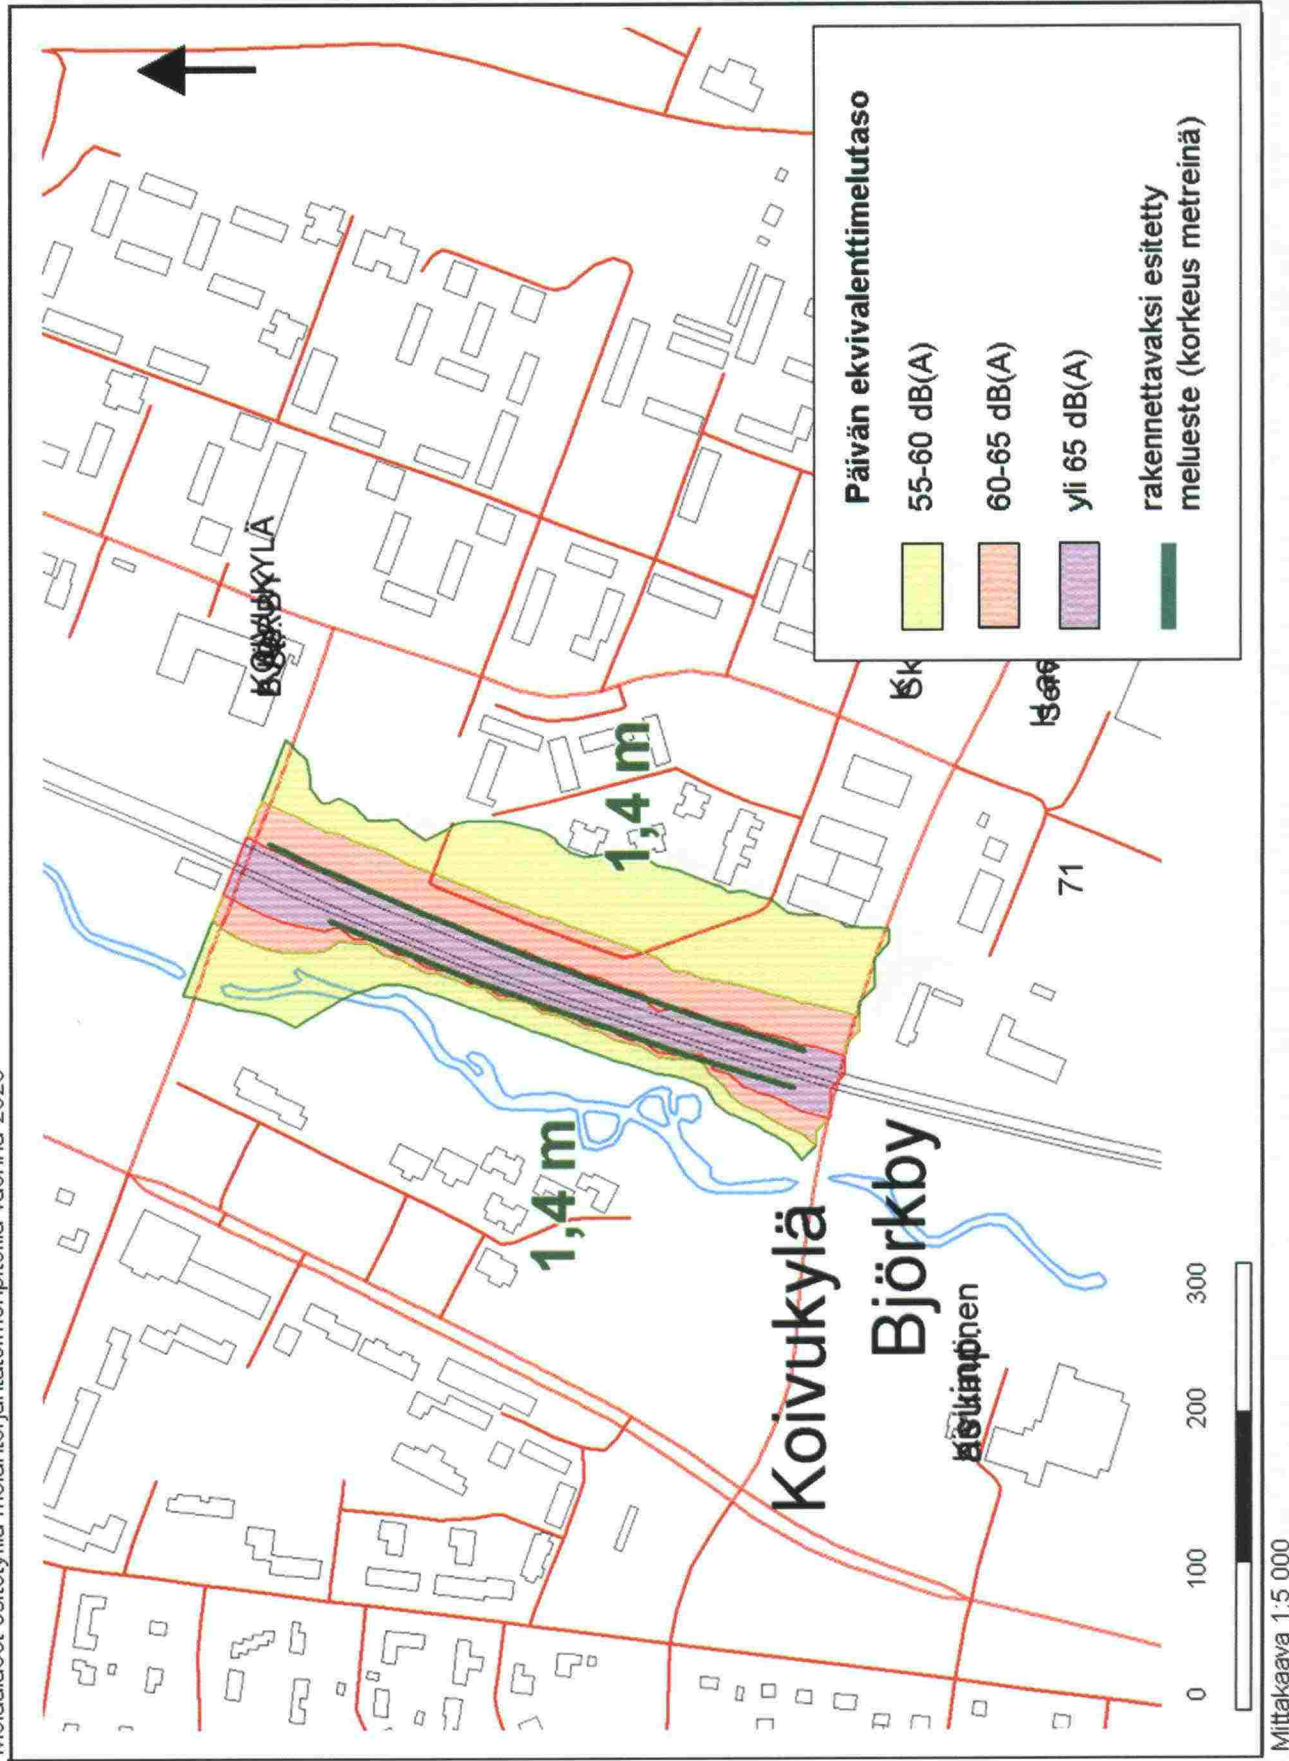 Päivän ekvivalenttimelutaso
55-60 dB(A)
60-65 dB(A)
yli 65 dB(A)
rakennettavaksi esitetty
melueste (korkeus metreinä)
1,4 m
1,4 m
Koivukylä
Björkby
71
0 100 200 300
Mittakaava 1:5 000